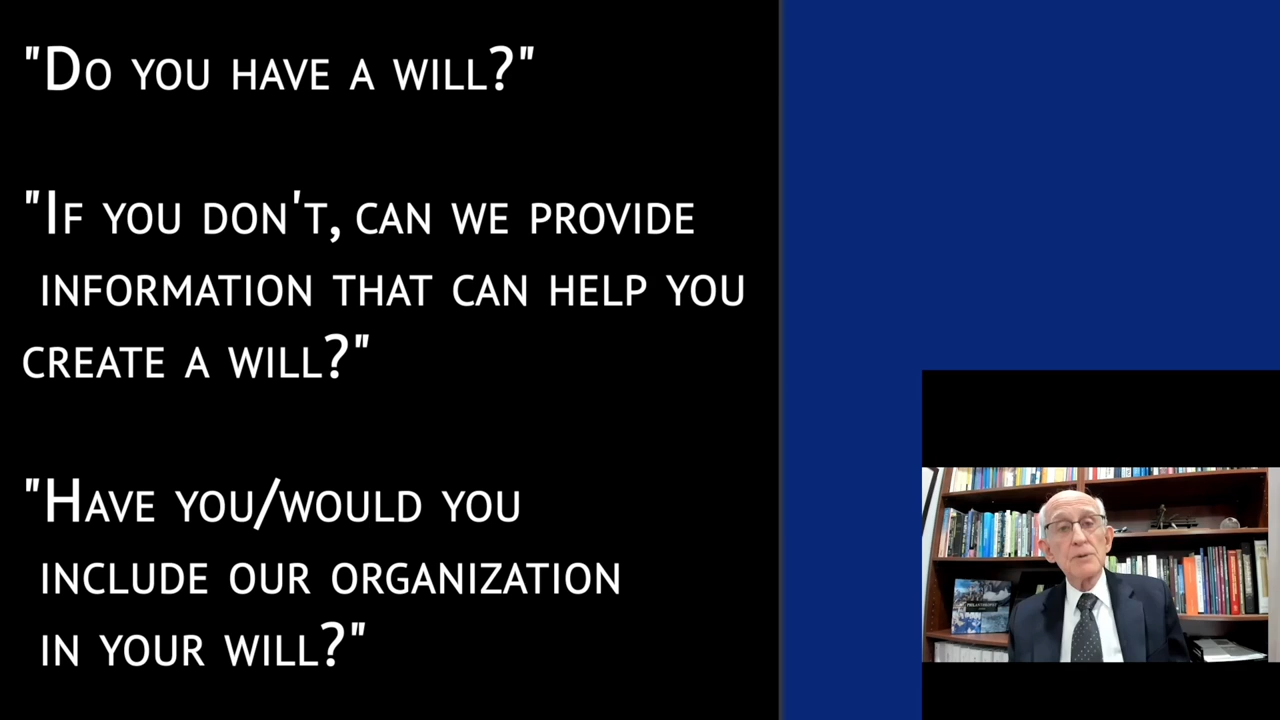 "Do you have a will?"
"If you don't, can we provide
information that can help you
create a will?"
"Have you/would you
include our organization
in your will?"
PHILANTHROPIST